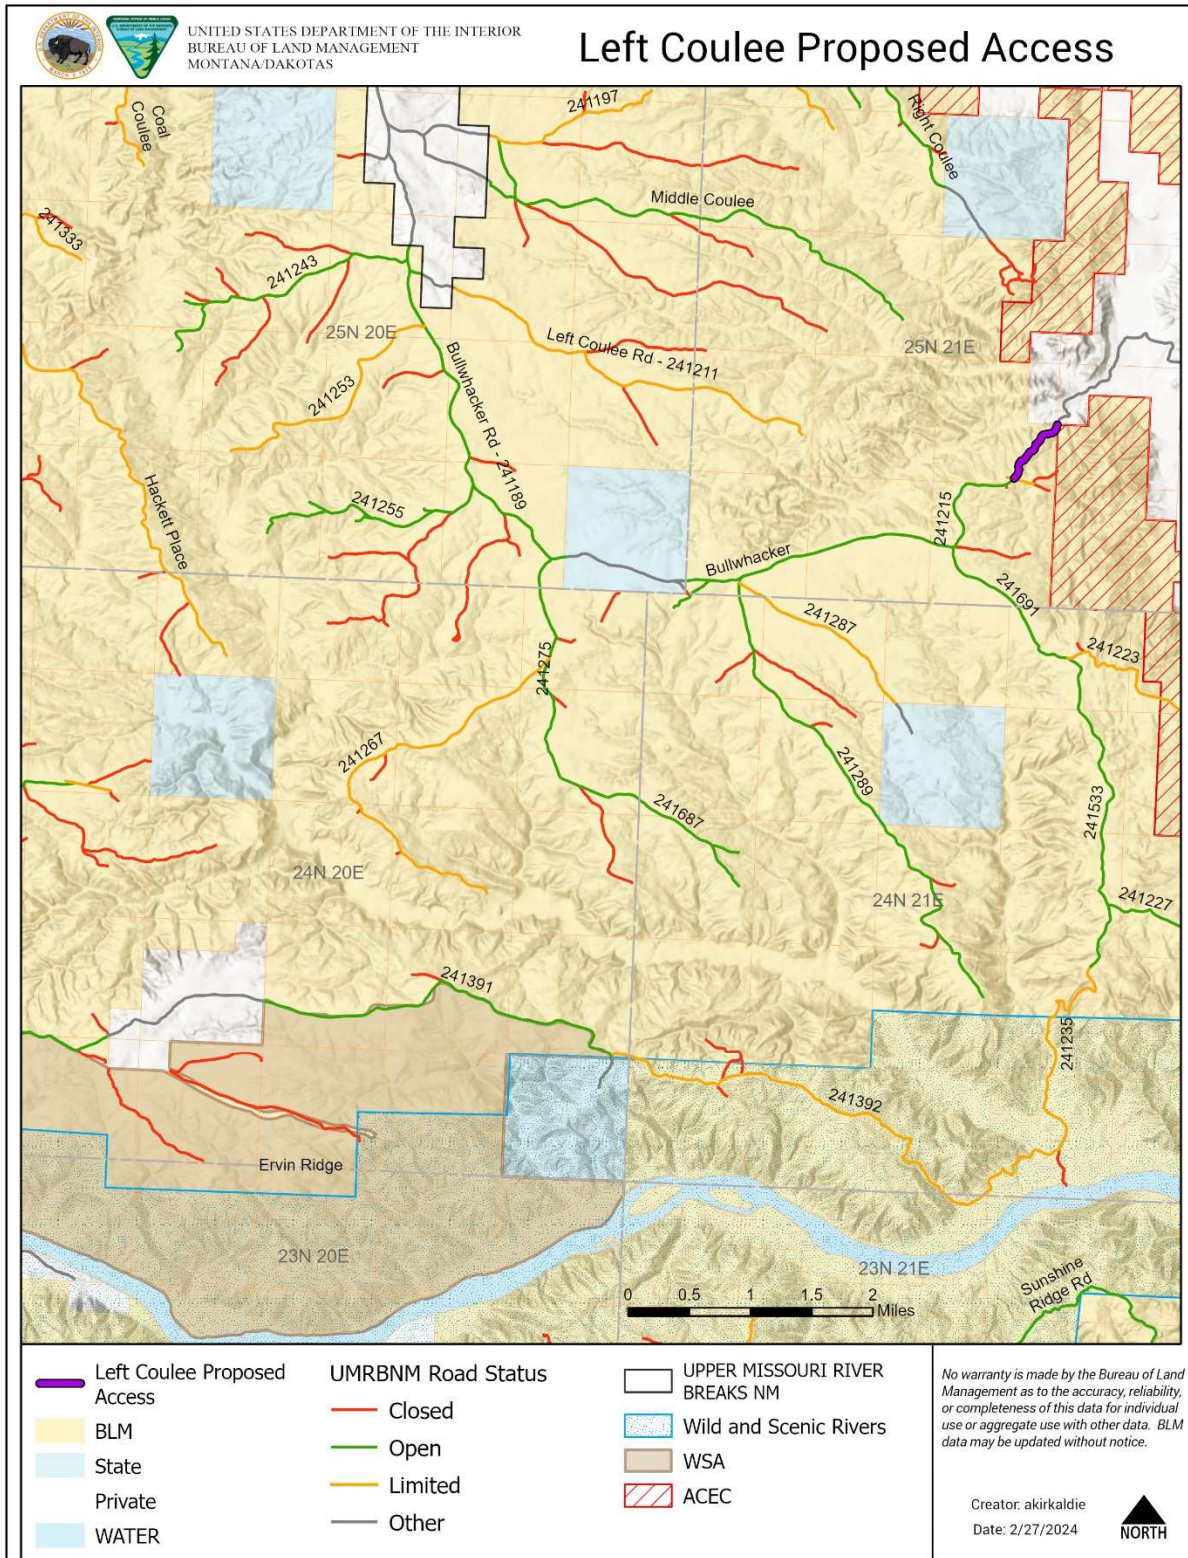 UNITED STATES DEPARTMENT OF THE INTERIOR
BUREAU OF LAND MANAGEMENT
MONTANA/DAKOTAS
Left Coulee Proposed Access
Coal
Coulee
241197
Right Coulee
Middle Coulee
241333
241243
25N 20E
Left Coulee Rd - 241211
25N 21E
241253
Bullwhacker Rd - 241189
Hackett Place
241255
241215
Bullwhacker
241691
241287
241223
241275
241267
241289
241687
241533
24N 20E
24N 21E
241227
241391
241235
241392
Ervin Ridge
23N 20E
23N 21E
Sunshine
Ridge Rd
0 0.5 1 1.5 2
Miles
Left Coulee Proposed
Access
BLM
State
Private
WATER
UMRBNM Road Status
Closed
Open
Limited
Other
UPPER MISSOURI RIVER
BREAKS NM
Wild and Scenic Rivers
WSA
ACEC
No warranty is made by the Bureau of Land
Management as to the accuracy, reliability,
or completeness of this data for individual
use or aggregate use with other data. BLM
data may be updated without notice.
Creator: akirkaldie
Date: 2/27/2024
NORTH